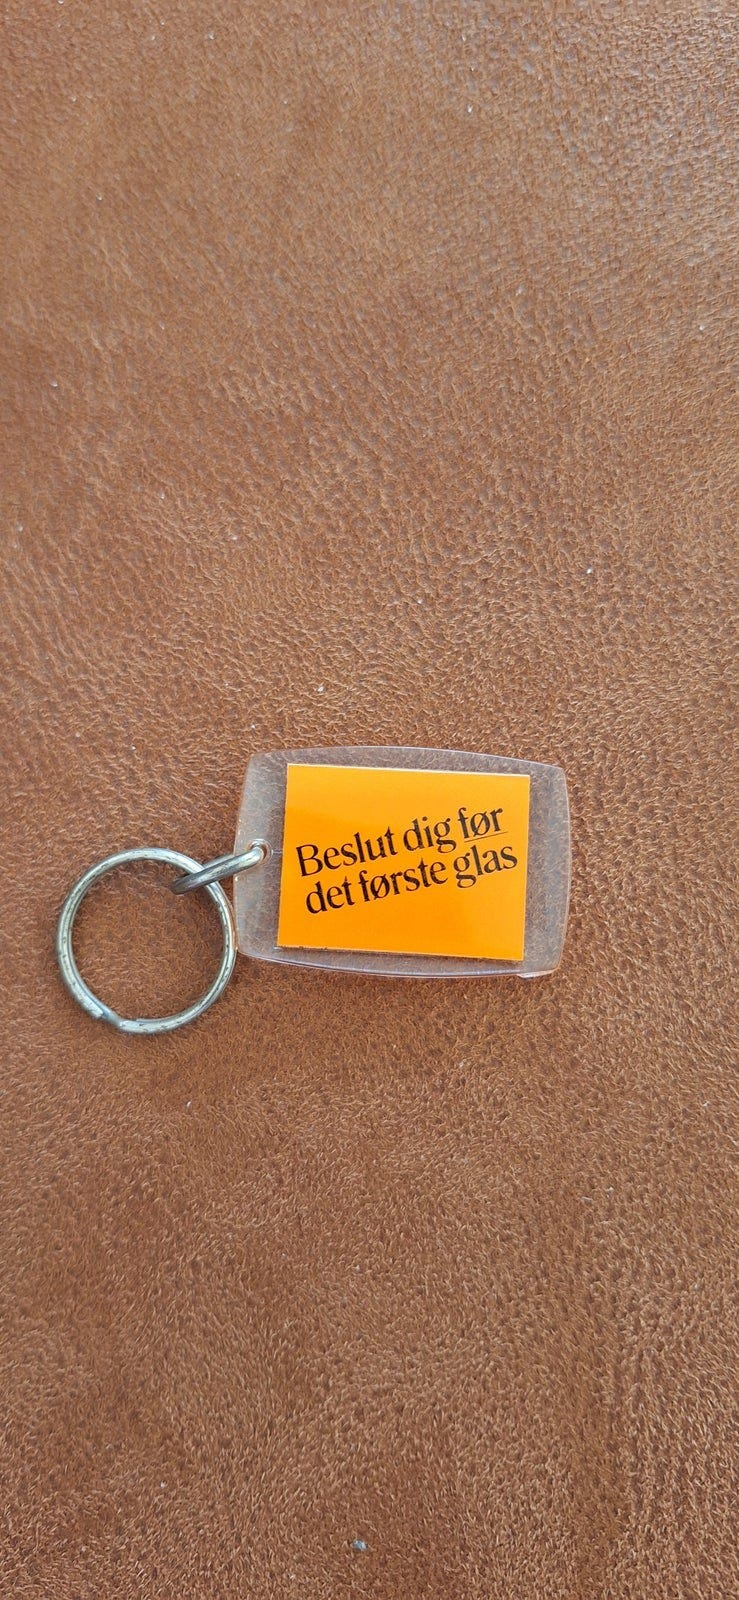 Beslut dig før
det første glas